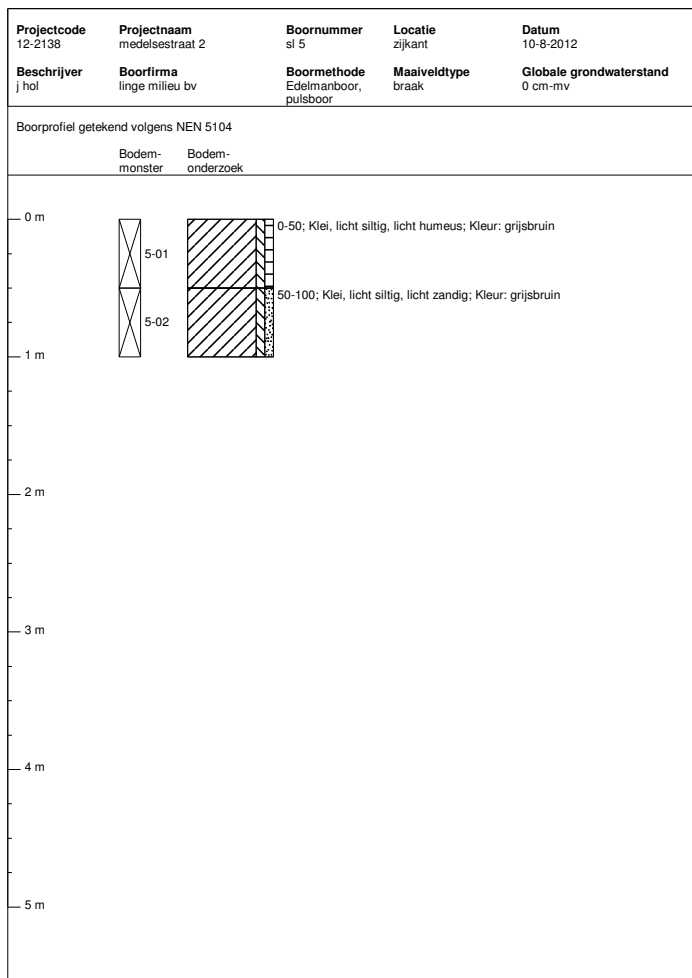 Projectcode Projectnaam Boornummer Locatie Datum
12-2138 medelsestraat 2 sl 5 zijkant 10-8-2012
Beschrijver Boorfirma Boormethode Maaiveldtype Globale grondwaterstand
j hol linge milieu bv Edelmanboor, braak 0 cm-mv
pulsboor
Boorprofiel getekend volgens NEN 5104
Bodem- Bodem-
monster onderzoek
0 m
0-50; Klei, licht siltig, licht humeus; Kleur: grijsbruin
5-01
50-100; Klei, licht siltig, licht zandig; Kleur: grijsbruin
5-02
1 m
2 m
3 m
4 m
5 m